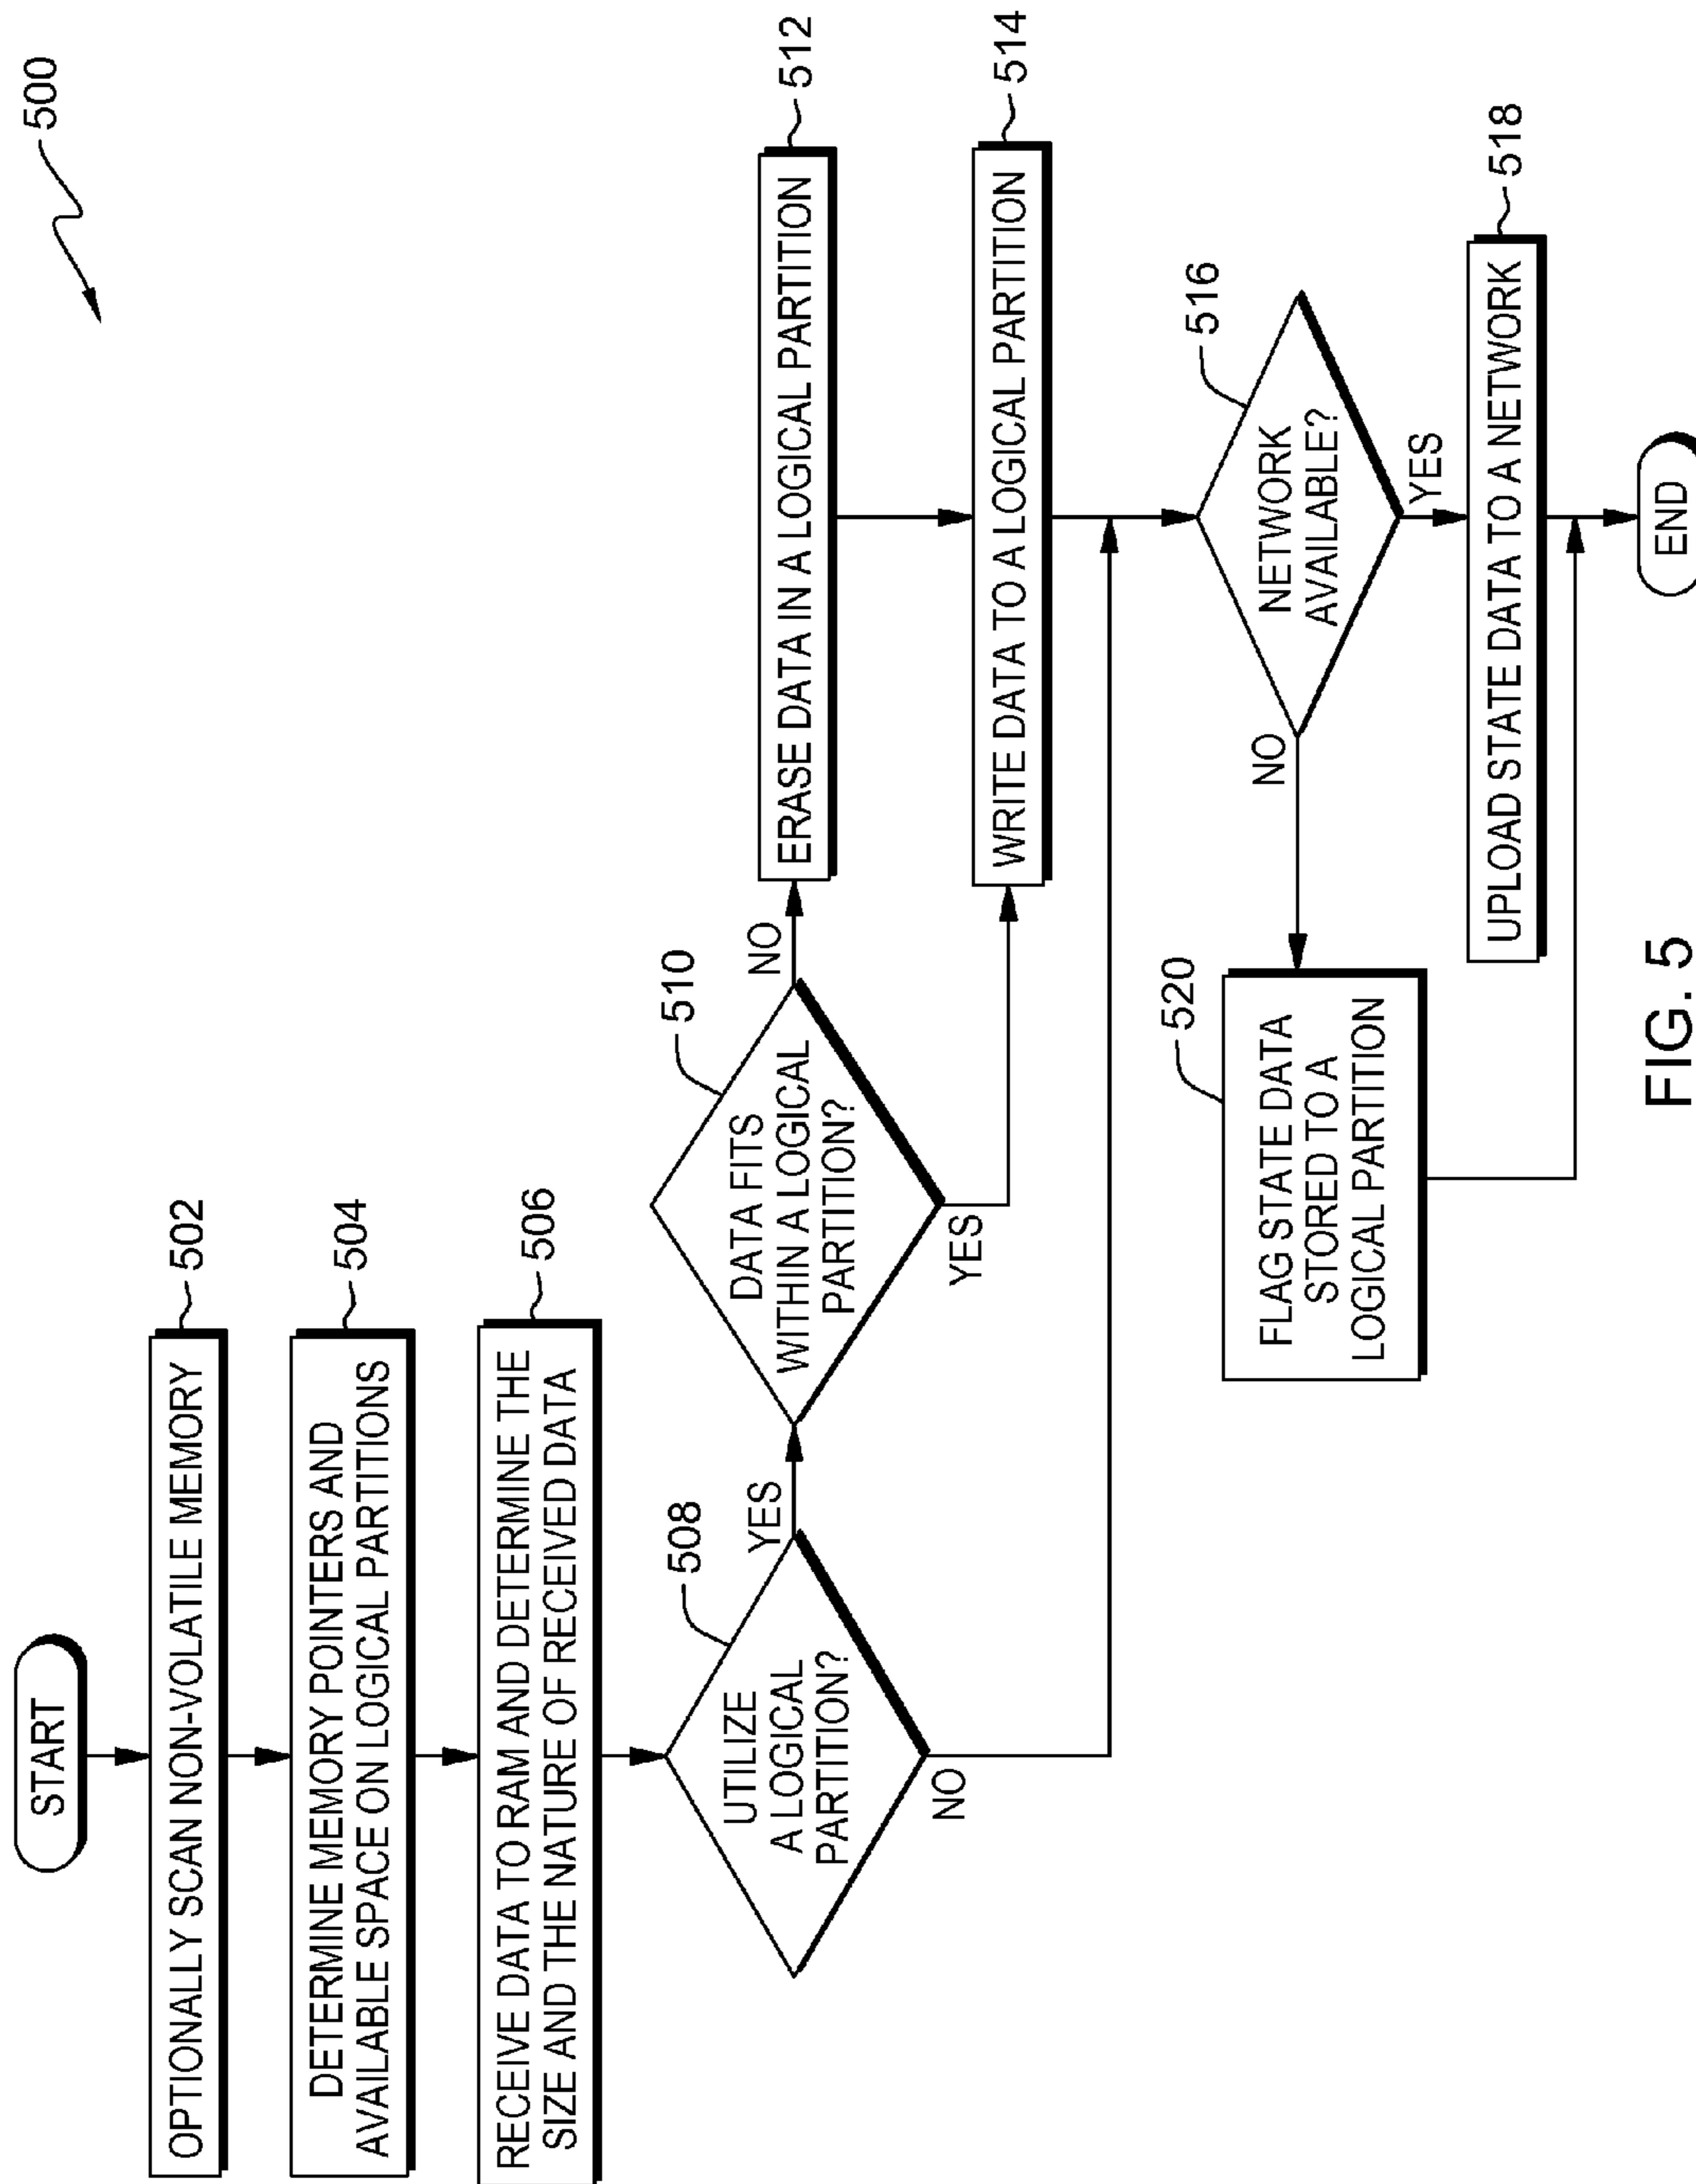 500
START
OPTIONALLY SCAN NON-VOLATILE MEMORY
502
DETERMINE MEMORY POINTERS AND
AVAILABLE SPACE ON LOGICAL PARTITIONS
504
RECEIVE DATA TO RAM AND DETERMINE THE
SIZE AND THE NATURE OF RECEIVED DATA
506
UTILIZE
A LOGICAL
PARTITION?
508
YES
NO
DATA FITS
WITHIN A LOGICAL
PARTITION?
510
NO
YES
ERASE DATA IN A LOGICAL PARTITION
512
WRITE DATA TO A LOGICAL PARTITION
514
NETWORK
AVAILABLE?
516
NO
YES
FLAG STATE DATA
STORED TO A
LOGICAL PARTITION
520
UPLOAD STATE DATA TO A NETWORK
518
END
FIG. 5